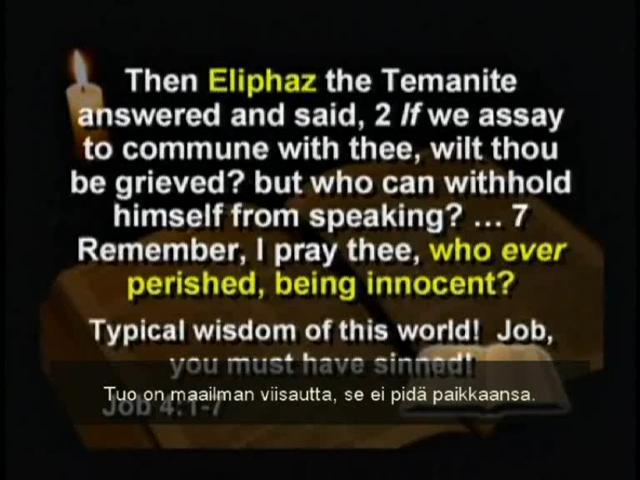 Then Eliphaz the Temanite
answered and said, 2 If we assay
to commune with thee, wilt thou
be grieved? but who can withhold
himself from speaking? … 7
Remember, I pray thee, who ever
perished, being innocent?
Typical wisdom of this world! Job,
you must have sinned!
Tuo on maailman viisautta, se ei pidä paikkaansa.
Job 4:1-7